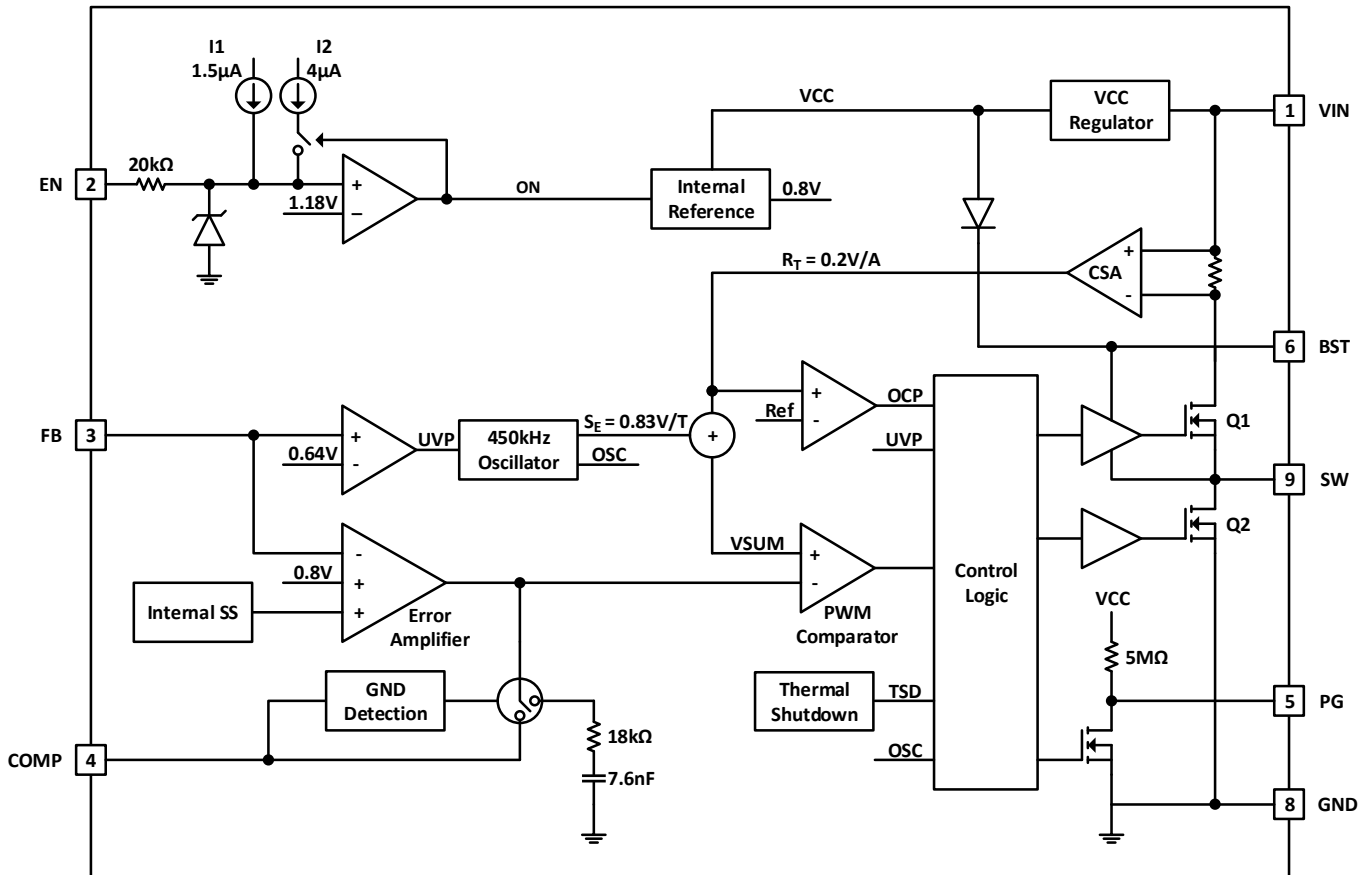 I1
1.5µA
I2
4µA
VCC
VCC
Regulator
1
VIN
20kΩ
EN
2
1.18V
+
−
ON
Internal
Reference
0.8V
R_T = 0.2V/A
CSA
+
-
6
BST
FB
3
0.64V
+
-
UVP
450kHz
Oscillator
S_E = 0.83V/T
OSC
+
Ref
+
-
OCP
UVP
Q1
9
SW
Q2
VSUM
+
-
PWM
Comparator
Control
Logic
-
0.8V
+
+
Internal SS
Error
Amplifier
VCC
5MΩ
GND
Detection
18kΩ
7.6nF
Thermal
Shutdown
TSD
5
PG
COMP
4
OSC
8
GND